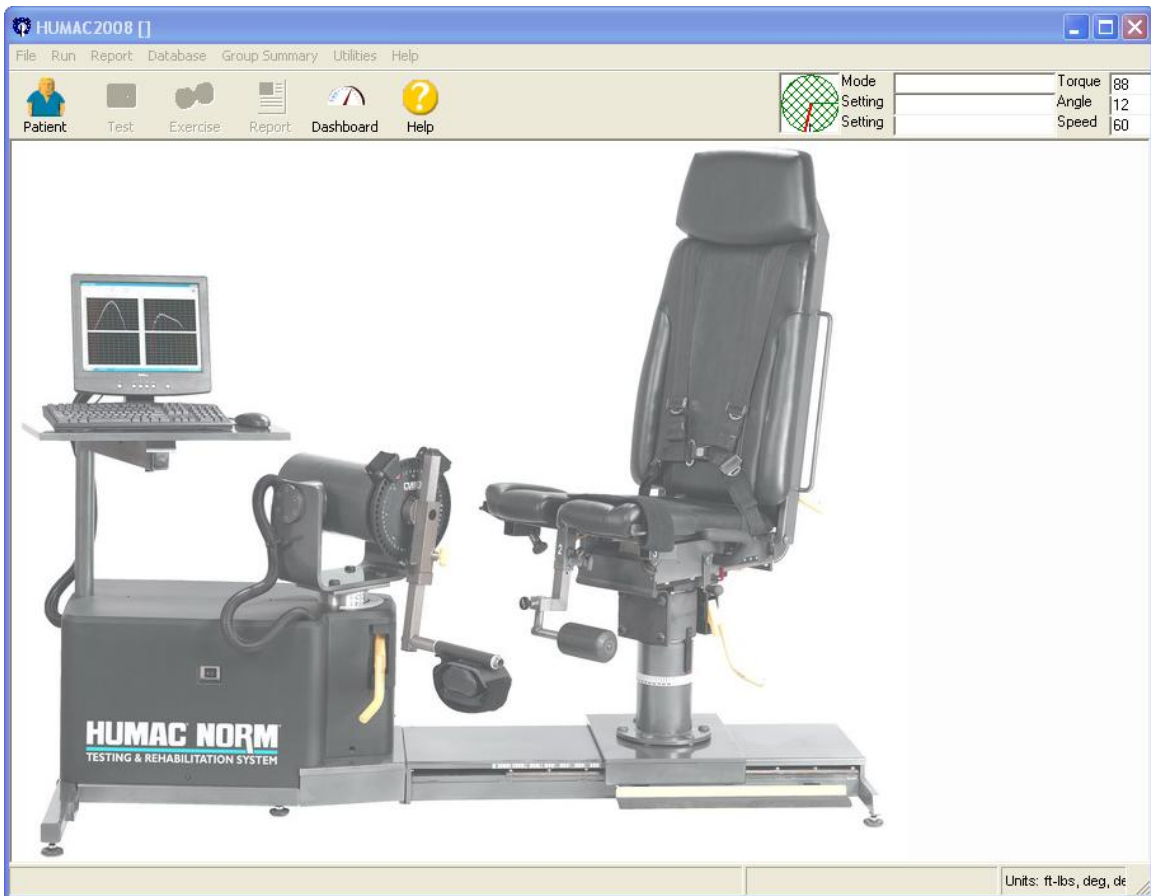 HUMAC2008 []
File Run Report Database Group Summary Utilities Help
Patient Test Exercise Report Dashboard Help
Mode Torque 88
Setting Angle 12
Setting Speed 60
HUMAC NORM
TESTING & REHABILITATION SYSTEM
Units: ft-lbs, deg, de